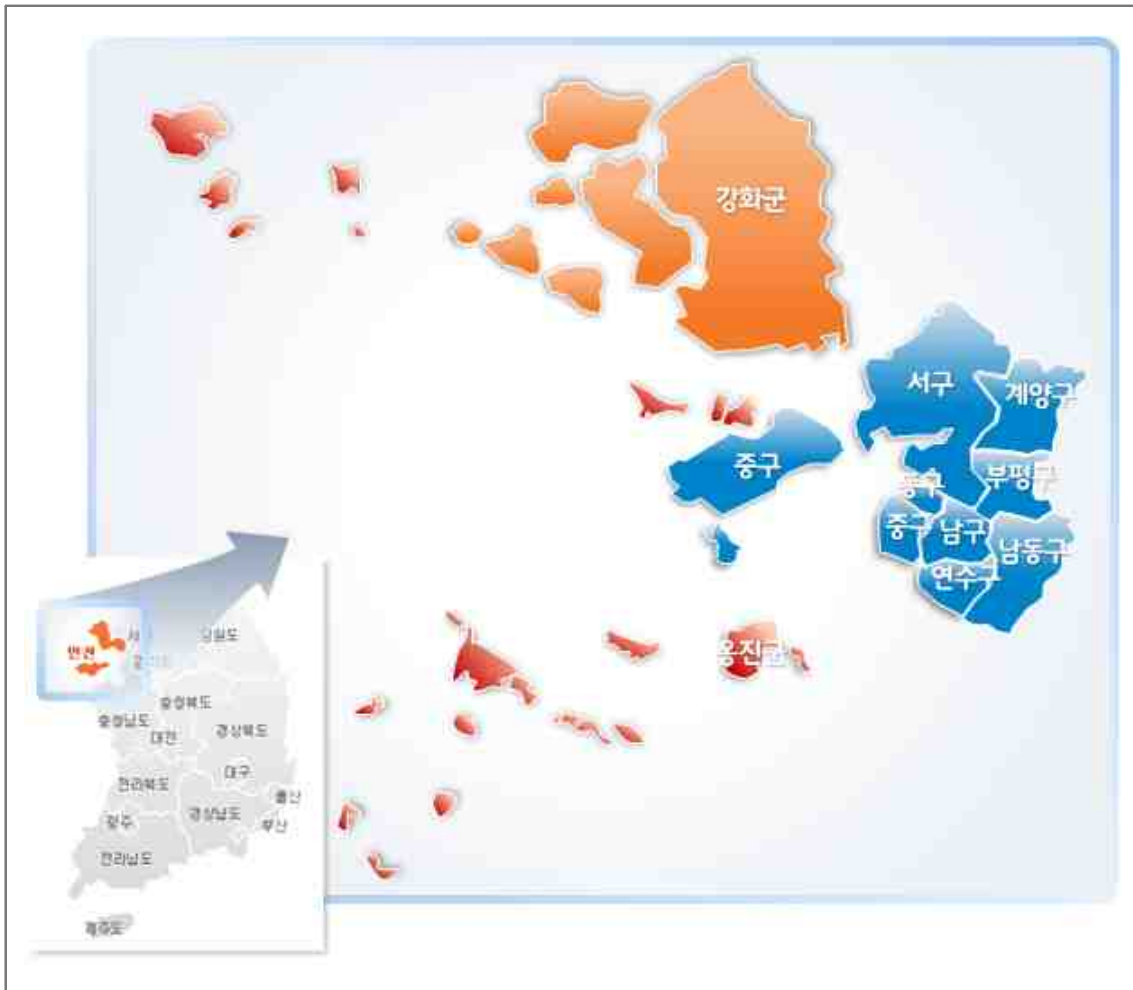 강화군
서구
계양구
중구
부평구
동구
중구
남구
남동구
연수구
옹진군
인천
강원도
충청북도
충청남도
대전
경상북도
대구
전라북도
울산
경상남도
광주
부산
전라남도
제주도